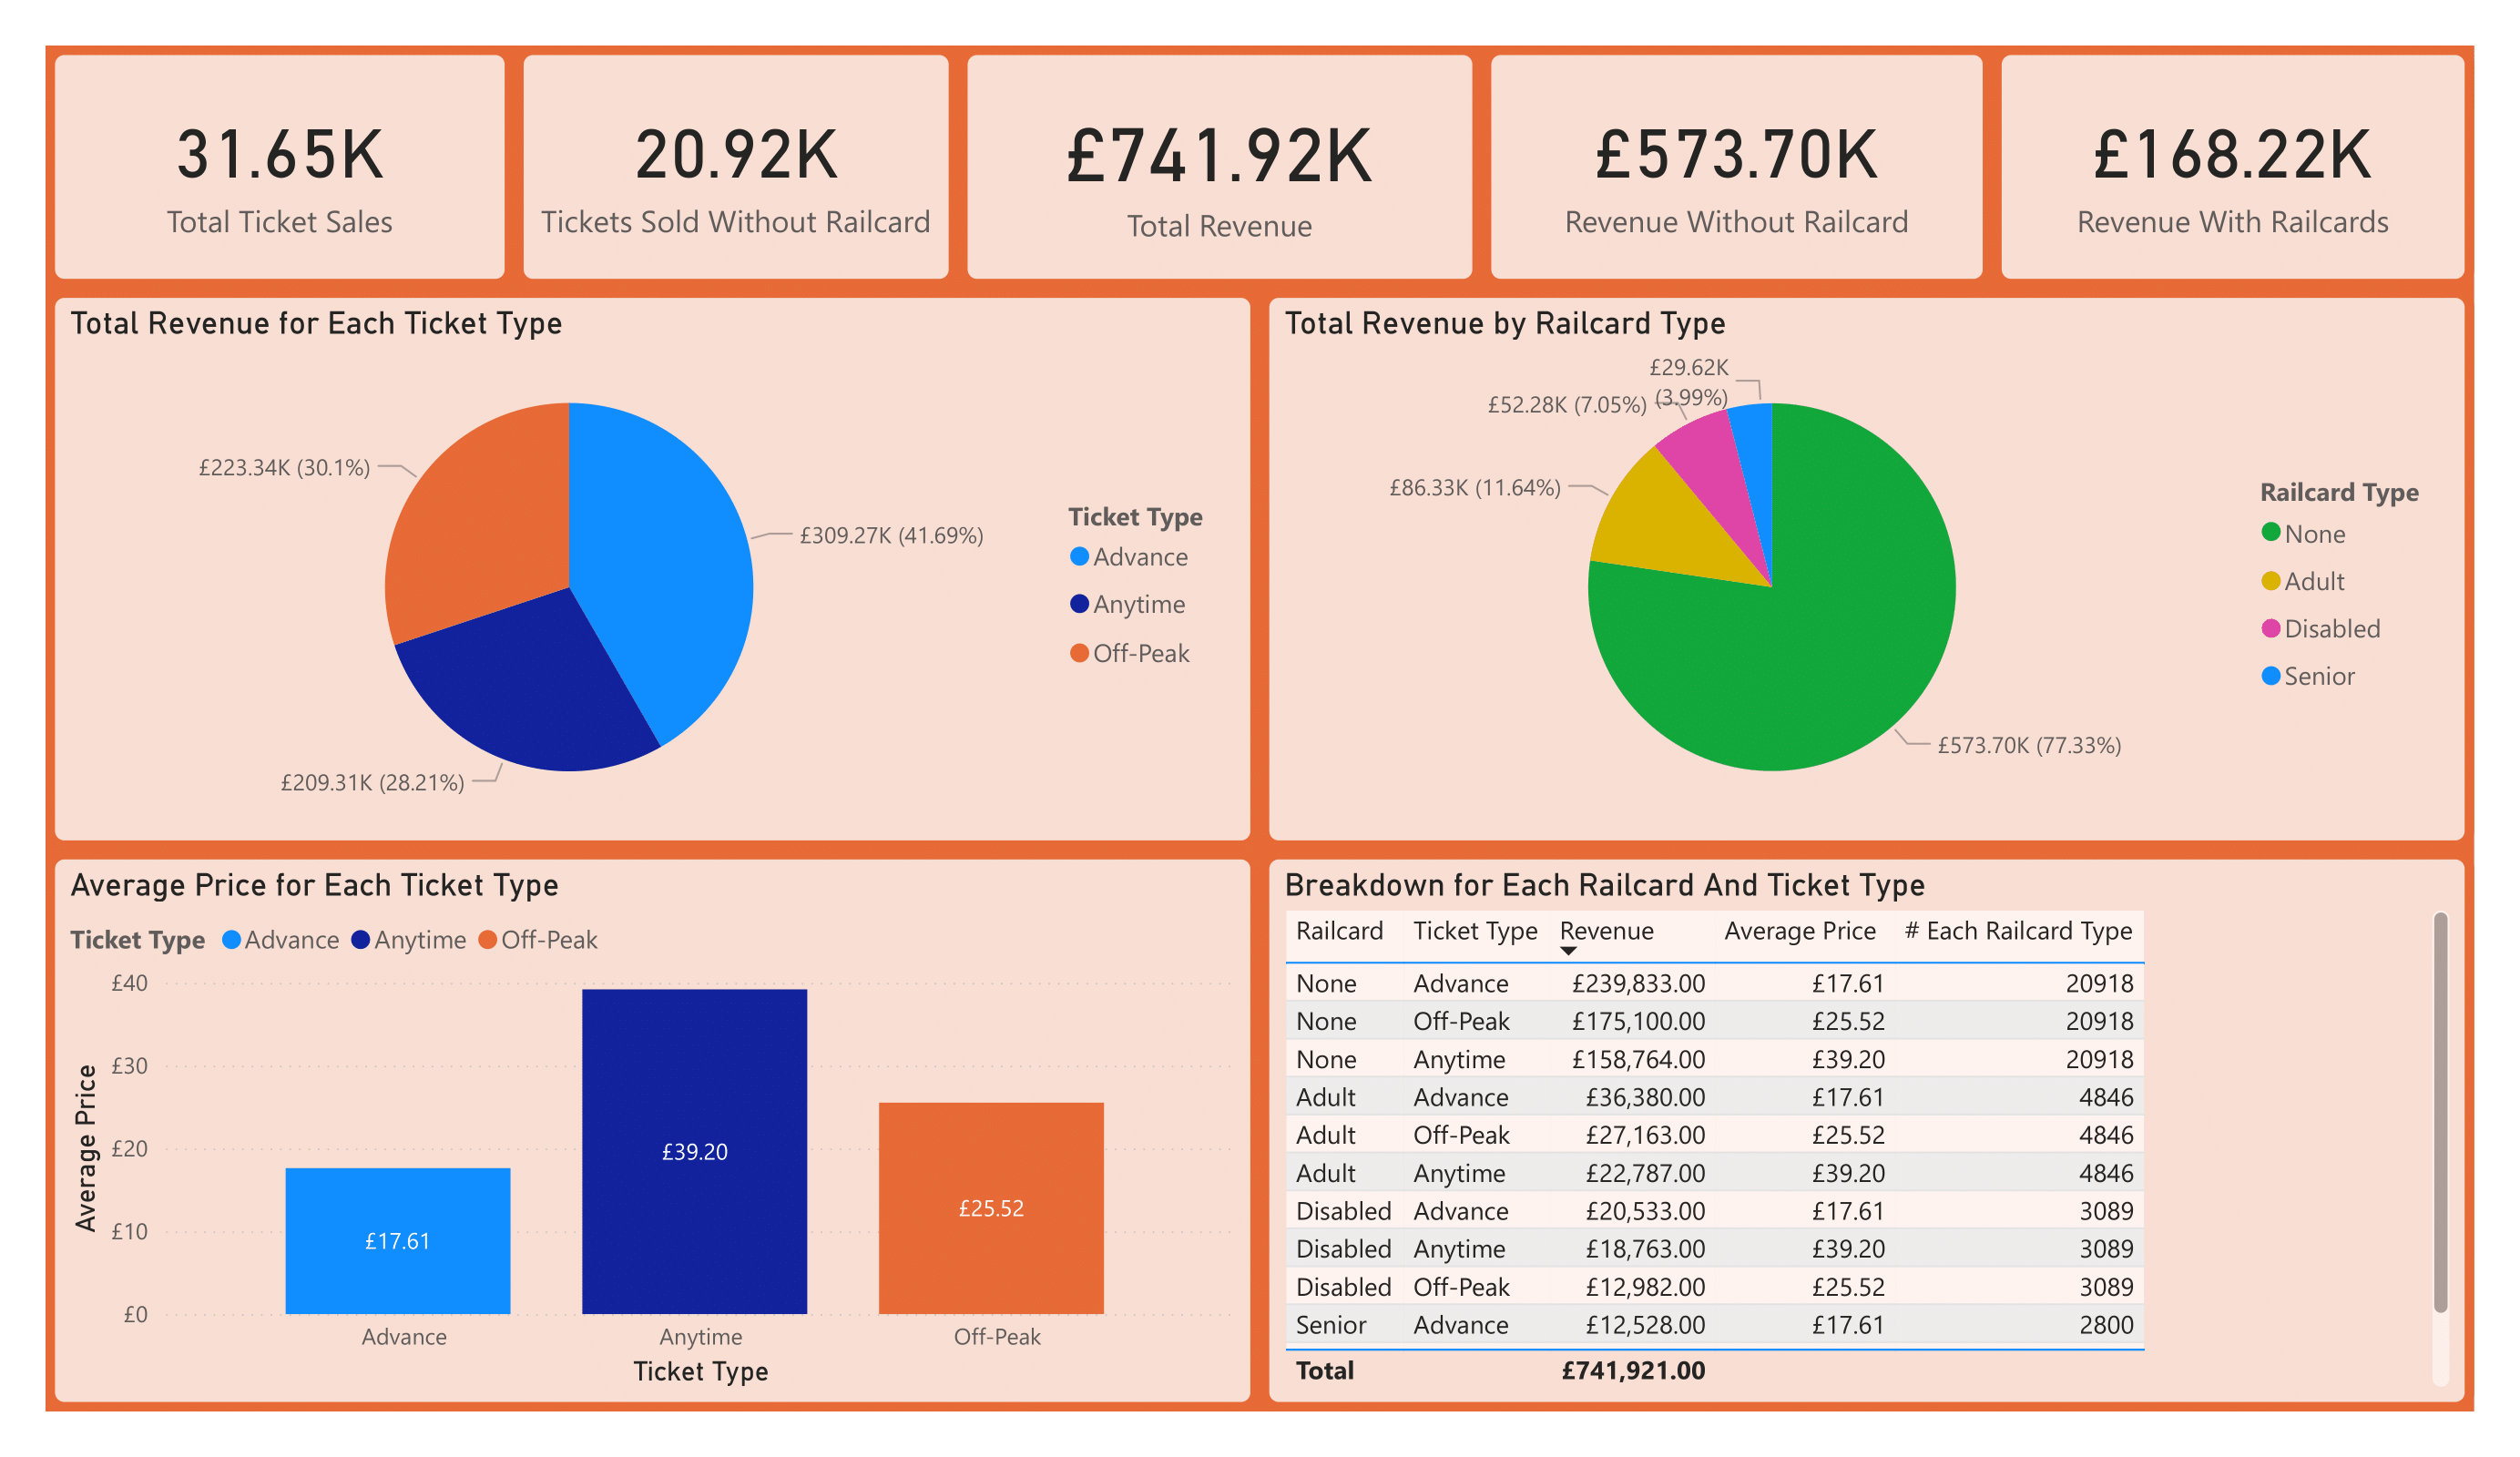 31.65K
Total Ticket Sales
20.92K
Tickets Sold Without Railcard
£741.92K
Total Revenue
£573.70K
Revenue Without Railcard
£168.22K
Revenue With Railcards
Total Revenue for Each Ticket Type
£223.34K (30.1%)
£309.27K (41.69%)
£209.31K (28.21%)
Ticket Type
Advance
Anytime
Off-Peak
Total Revenue by Railcard Type
£29.62K
(3.99%)
£52.28K (7.05%)
£86.33K (11.64%)
£573.70K (77.33%)
Railcard Type
None
Adult
Disabled
Senior
Average Price for Each Ticket Type
Ticket Type Advance Anytime Off-Peak
Average Price
£40
£30
£20
£10
£0
£17.61
£39.20
£25.52
Advance Anytime Off-Peak
Ticket Type
Breakdown for Each Railcard And Ticket Type
Railcard Ticket Type Revenue Average Price # Each Railcard Type
None Advance £239,833.00 £17.61 20918
None Off-Peak £175,100.00 £25.52 20918
None Anytime £158,764.00 £39.20 20918
Adult Advance £36,380.00 £17.61 4846
Adult Off-Peak £27,163.00 £25.52 4846
Adult Anytime £22,787.00 £39.20 4846
Disabled Advance £20,533.00 £17.61 3089
Disabled Anytime £18,763.00 £39.20 3089
Disabled Off-Peak £12,982.00 £25.52 3089
Senior Advance £12,528.00 £17.61 2800
Total £741,921.00